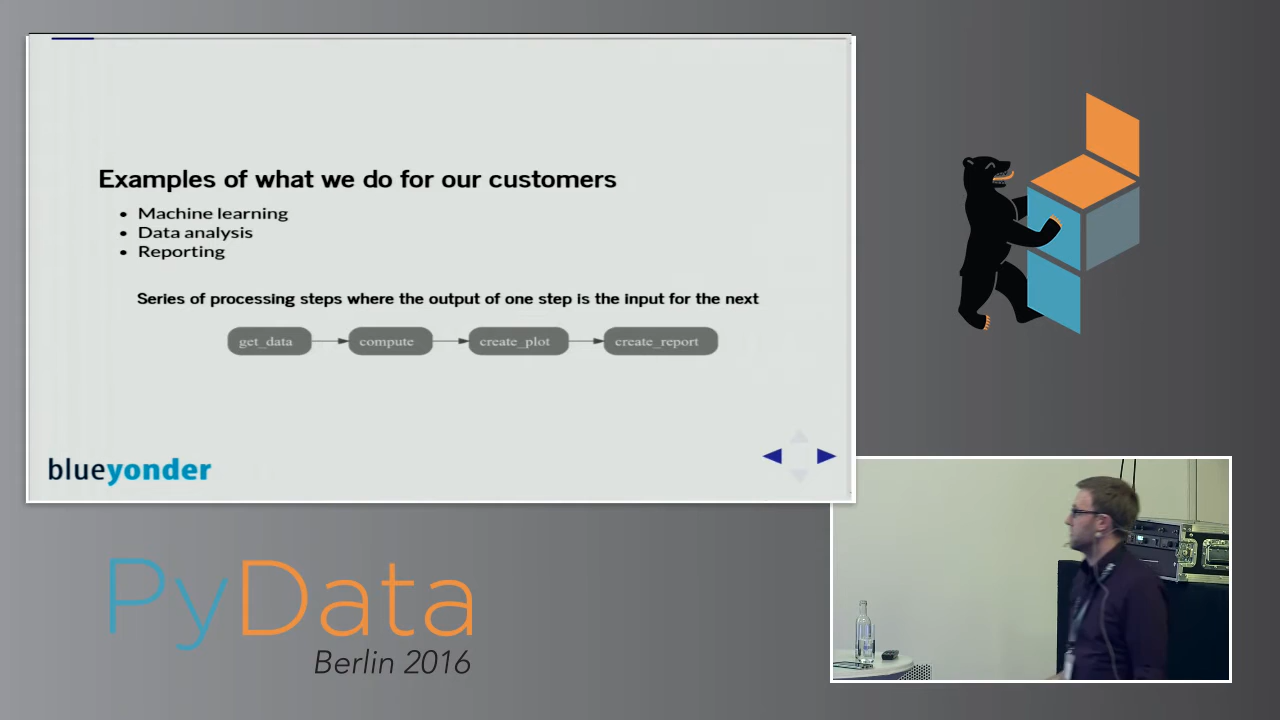 Examples of what we do for our customers
• Machine learning
• Data analysis
• Reporting
Series of processing steps where the output of one step is the input for the next
get_data compute create_plot create_report
blueyonder
PyData
Berlin 2016